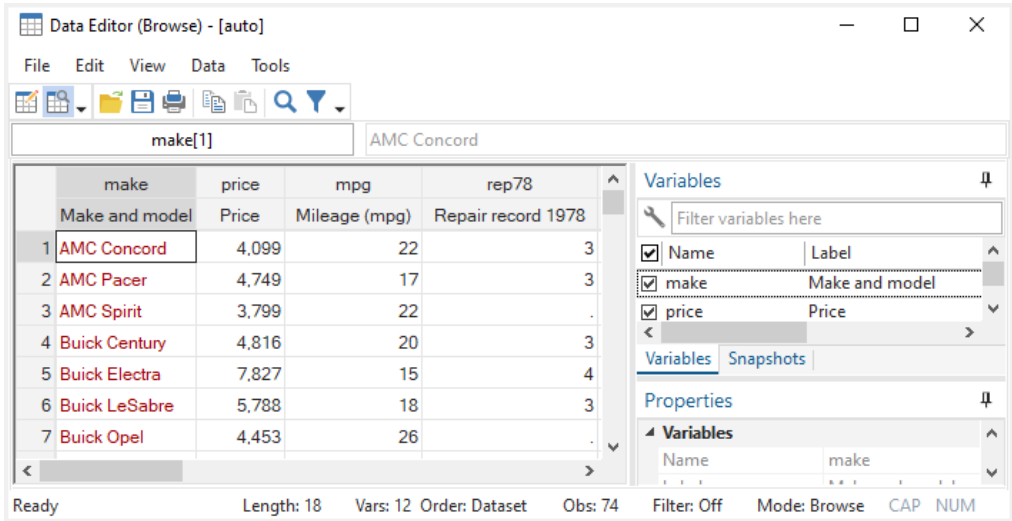 Data Editor (Browse) - [auto]
File Edit View Data Tools
make[1] AMC Concord
make price mpg rep78
Make and model Price Mileage (mpg) Repair record 1978
1 AMC Concord 4,099 22 3
2 AMC Pacer 4,749 17 3
3 AMC Spirit 3,799 22 .
4 Buick Century 4,816 20 3
5 Buick Electra 7,827 15 4
6 Buick LeSabre 5,788 18 3
7 Buick Opel 4,453 26 .
Variables
Filter variables here
Name Label
make Make and model
price Price
Variables Snapshots
Properties
Variables
Name make
Ready Length: 18 Vars: 12 Order: Dataset Obs: 74 Filter: Off Mode: Browse CAP NUM